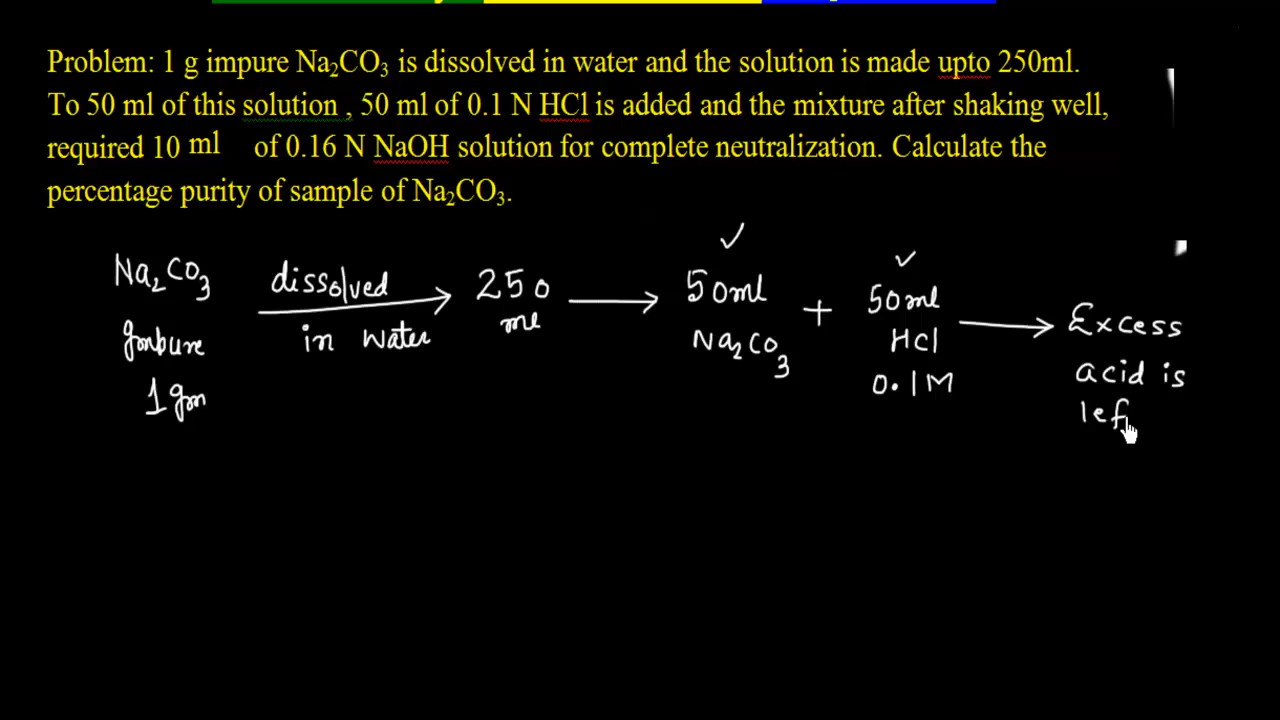 Problem: 1 g impure Na₂CO₃ is dissolved in water and the solution is made upto 250ml.
To 50 ml of this solution , 50 ml of 0.1 N HCl is added and the mixture after shaking well,
required 10 ml of 0.16 N NaOH solution for complete neutralization. Calculate the
percentage purity of sample of Na₂CO₃.
Na₂CO₃
dissolved
in water
1gm
250
ml
50ml
Na₂CO₃
+
50ml
HCl
0.1M
Excess
acid is
lef